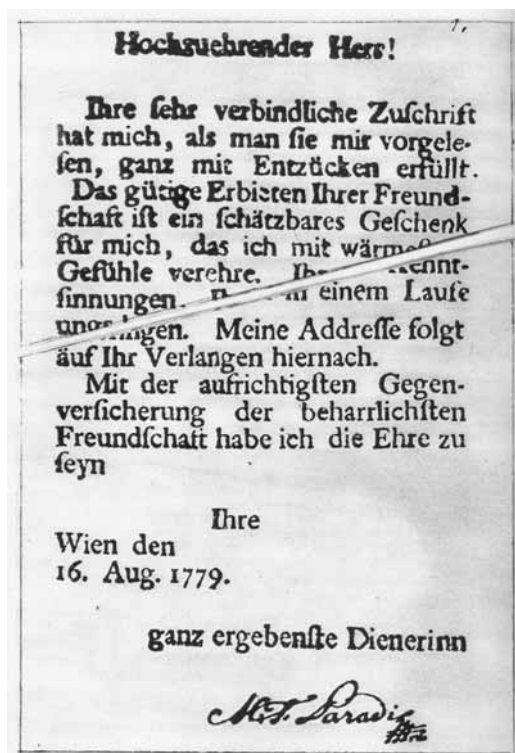 1.
Hochzuehrender Herr!
Ihre ſehr verbindliche Zuſchrift
hat mich, als man ſie mir vorgele-
ſen, ganz mit Entzücken erfüllt.
Das gütige Erbieten Ihrer Freund-
ſchaft iſt ein ſchätzbares Geſchenk
für mich, das ich mit
Gefühle verehre.
ſinnungen. einem Laufe
Meine Addreſſe folgt
auf Ihr Verlangen hiernach.
Mit der aufrichtigſten Gegen-
verſicherung der beharrlichſten
Freundſchaft habe ich die Ehre zu
ſeyn
Ihre
Wien den
16. Aug. 1779.
ganz ergebenſte Dienerinn
M. T. Paradis